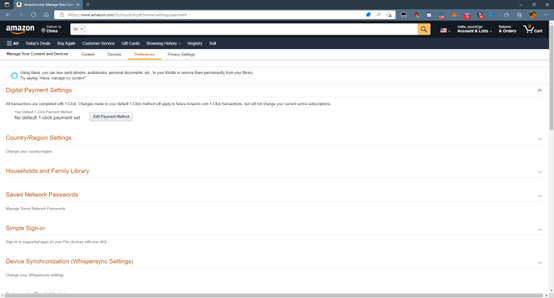 Amazon.com: Manage Your Con
https://www.amazon.com/hz/mycd/myx#/home/settings/payment
amazon
Deliver to
China
All
Account & Lists
Returns
& Orders
0
Cart
All
Today's Deals
Buy Again
Customer Service
Gift Cards
Browsing History
Registry
Sell
Manage Your Content and Devices
Content
Devices
Preferences
Privacy Settings
Using Alexa, you can now send ebooks, audiobooks, personal documents, etc., to your Kindle or remove them permanently from your library.
Try saying "Alexa, manage my content"
Digital Payment Settings
All transactions are completed with 1-Click. Changes made to your default 1-Click method will apply to future Amazon.com 1-Click transactions, but will not change your current active subscriptions.
Your Default 1-Click Payment Method
No default 1-click payment set
Edit Payment Method
Country/Region Settings
Change your country/region
Households and Family Library
Saved Network Passwords
Manage Saved Network Passwords
Simple Sign-in
Sign-in to supported apps on your Fire devices with one click
Device Synchronization (Whispersync Settings)
Change your Whispersync settings